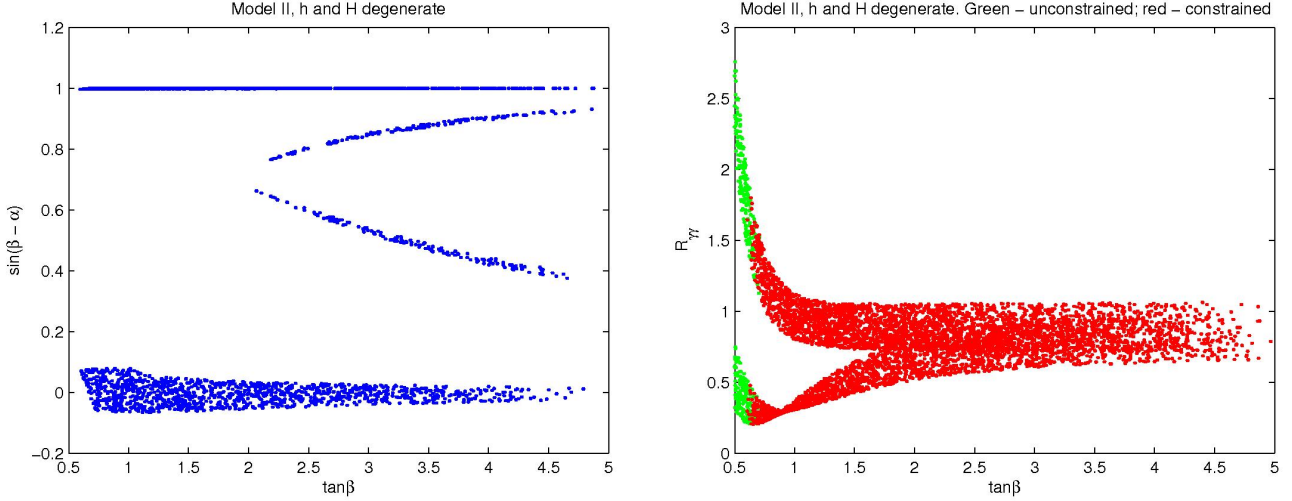 Model II, h and H degenerate
1.2
1
0.8
0.6
0.4
0.2
0
−0.2
sin(β − α)
0.5 1 1.5 2 2.5 3 3.5 4 4.5 5
tanβ
Model II, h and H degenerate. Green − unconstrained; red − constrained
3
2.5
2
1.5
1
0.5
0
Rγγ
0.5 1 1.5 2 2.5 3 3.5 4 4.5 5
tanβ